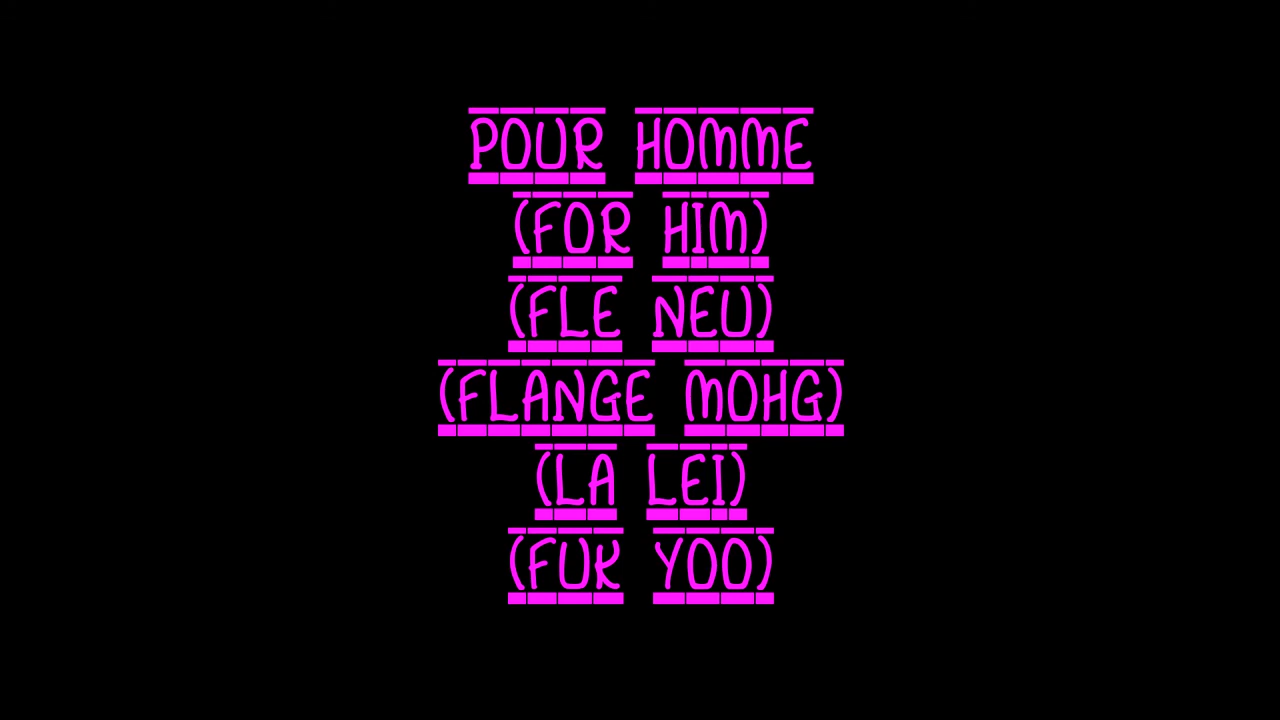 POUR HOMME
(FOR HIM)
(FLE NEU)
(FLANGE MOHG)
(LA LEI)
(FUK YOO)